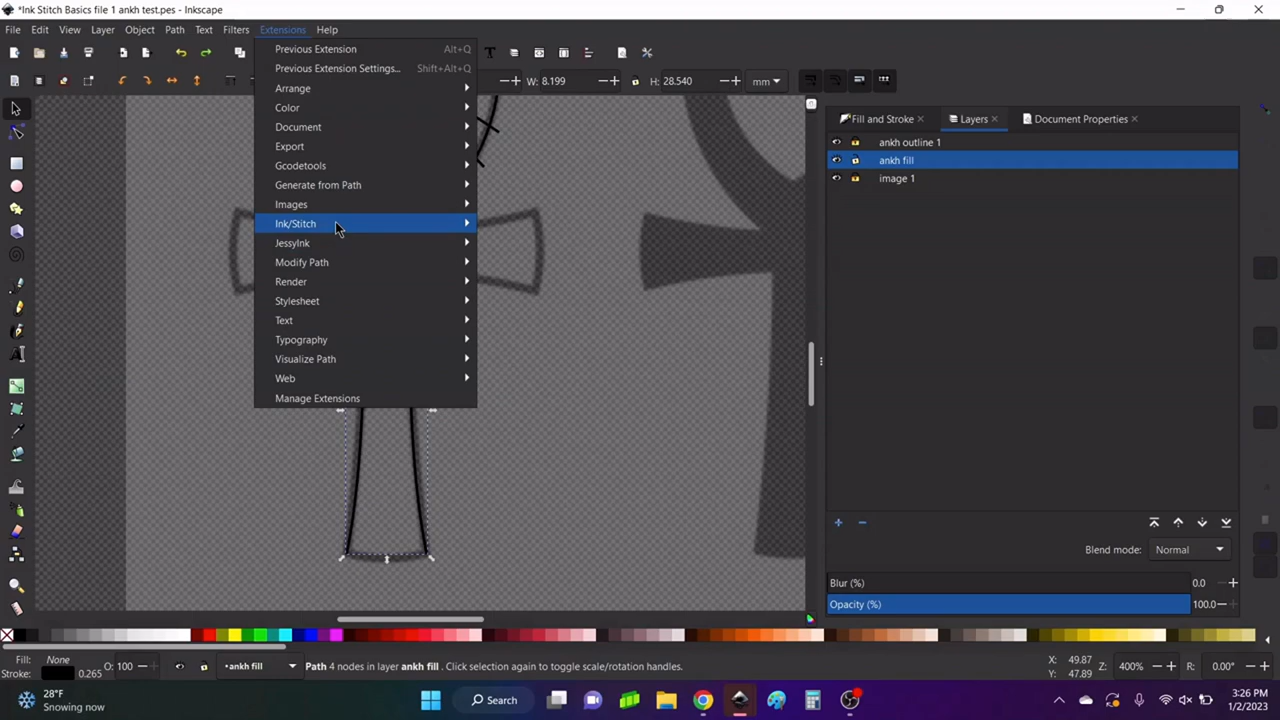 *Ink Stitch Basics file 1 ankh test.pes - Inkscape
File Edit View Layer Object Path Text Filters Extensions Help
W: 8.199 H: 28.540 mm
Previous Extension Alt+Q
Previous Extension Settings... Shift+Alt+Q
Arrange
Color
Document
Export
Gcodetools
Generate from Path
Images
Ink/Stitch
JessyInk
Modify Path
Render
Stylesheet
Text
Typography
Visualize Path
Web
Manage Extensions
Fill and Stroke Layers Document Properties
ankh outline 1
ankh fill
image 1
Blend mode: Normal
Blur (%) 0.0
Opacity (%) 100.0
Fill: None
Stroke: 0.265
O: 100
•ankh fill
Path 4 nodes in layer ankh fill. Click selection again to toggle scale/rotation handles.
X: 49.87
Y: 47.89
Z: 400%
R: 0.00°
28°F
Snowing now
Search
3:26 PM
1/2/2023